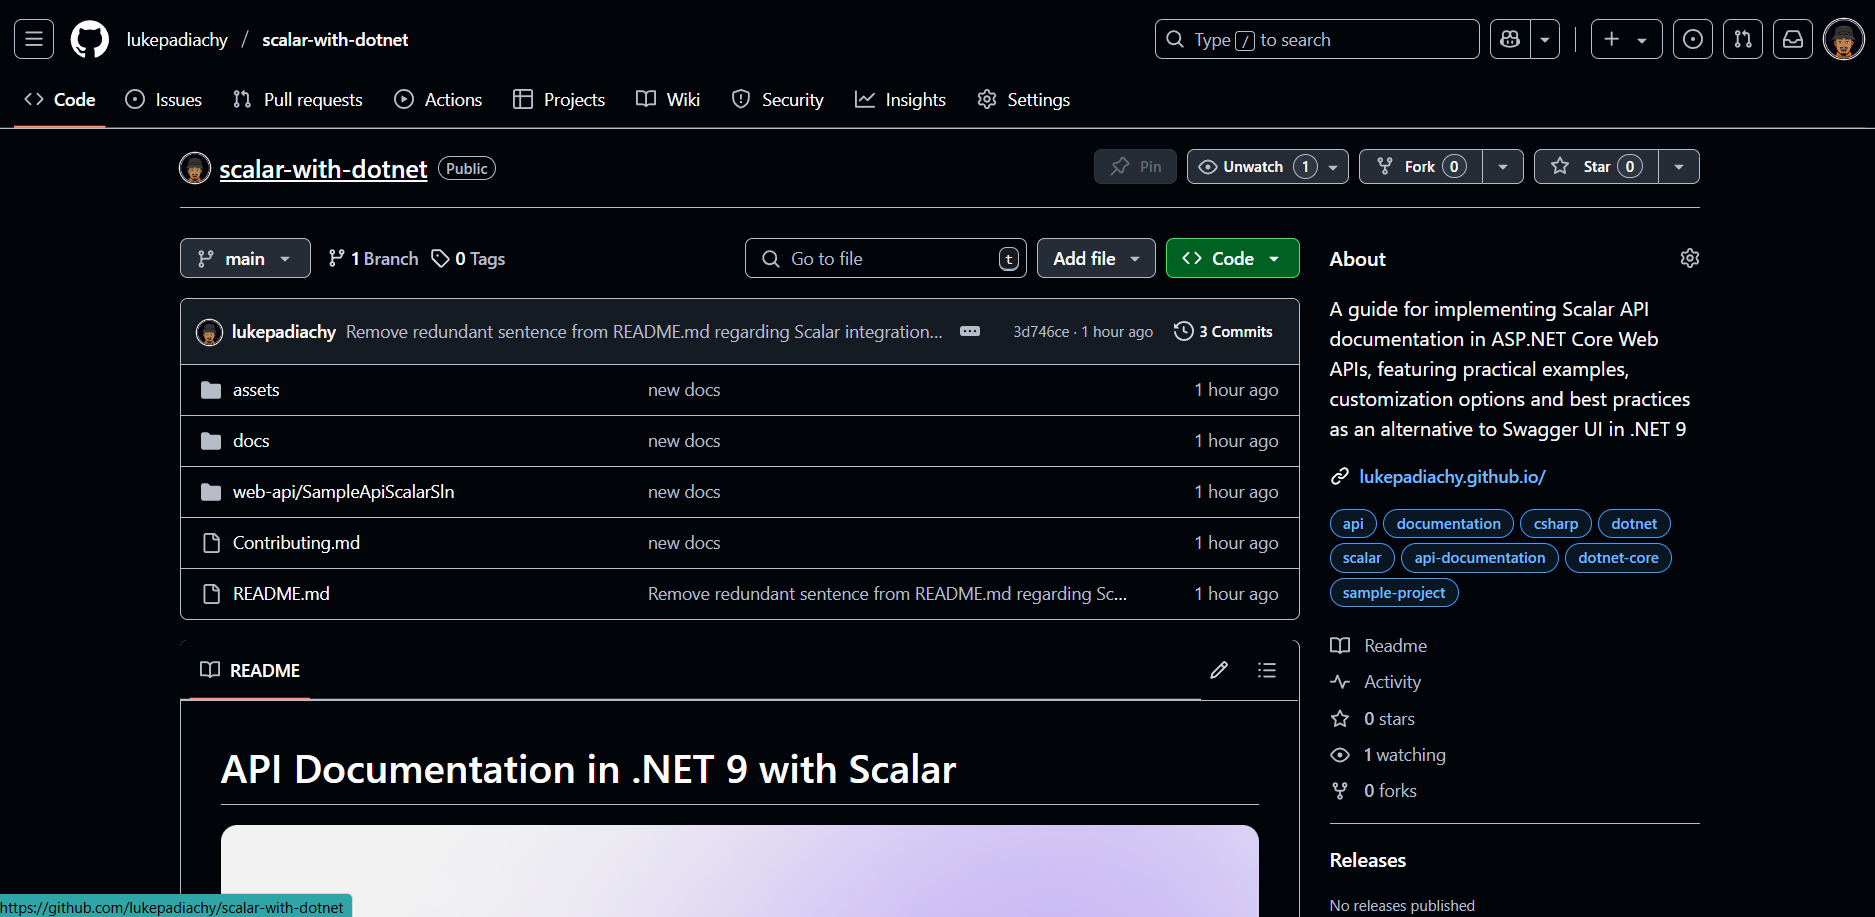 lukepadiachy / scalar-with-dotnet
Type / to search
Code Issues Pull requests Actions Projects Wiki Security Insights Settings
scalar-with-dotnet Public
Pin Unwatch 1 Fork 0 Star 0
main 1 Branch 0 Tags
Go to file t Add file Code
lukepadiachy Remove redundant sentence from README.md regarding Scalar integration... 3d746ce · 1 hour ago 3 Commits
assets new docs 1 hour ago
docs new docs 1 hour ago
web-api/SampleApiScalarSln new docs 1 hour ago
Contributing.md new docs 1 hour ago
README.md Remove redundant sentence from README.md regarding Sc... 1 hour ago
README
API Documentation in .NET 9 with Scalar
About
A guide for implementing Scalar API
documentation in ASP.NET Core Web
APIs, featuring practical examples,
customization options and best practices
as an alternative to Swagger UI in .NET 9
lukepadiachy.github.io/
api documentation csharp dotnet
scalar api-documentation dotnet-core
sample-project
Readme
Activity
0 stars
1 watching
0 forks
Releases
No releases published
https://github.com/lukepadiachy/scalar-with-dotnet